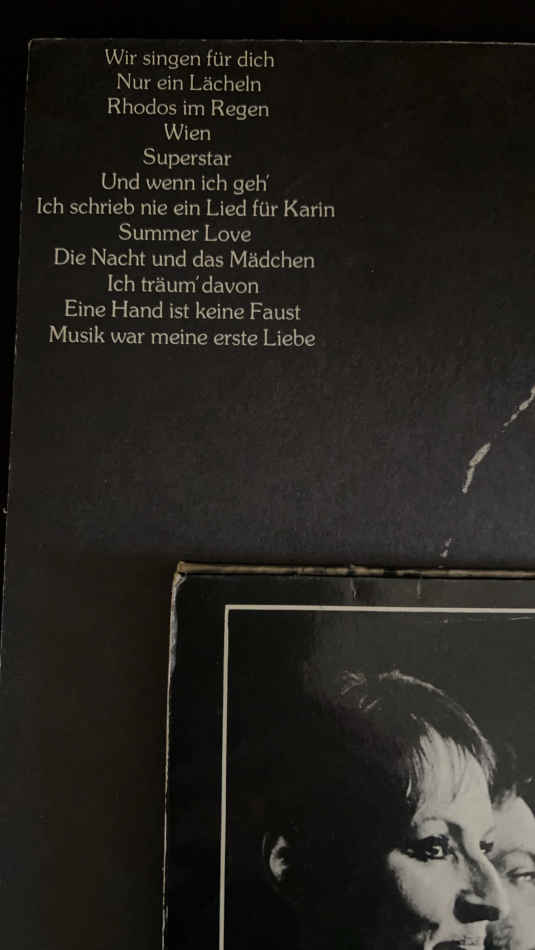 Wir singen für dich
Nur ein Lächeln
Rhodos im Regen
Wien
Superstar
Und wenn ich geh'
Ich schrieb nie ein Lied für Karin
Summer Love
Die Nacht und das Mädchen
Ich träum' davon
Eine Hand ist keine Faust
Musik war meine erste Liebe